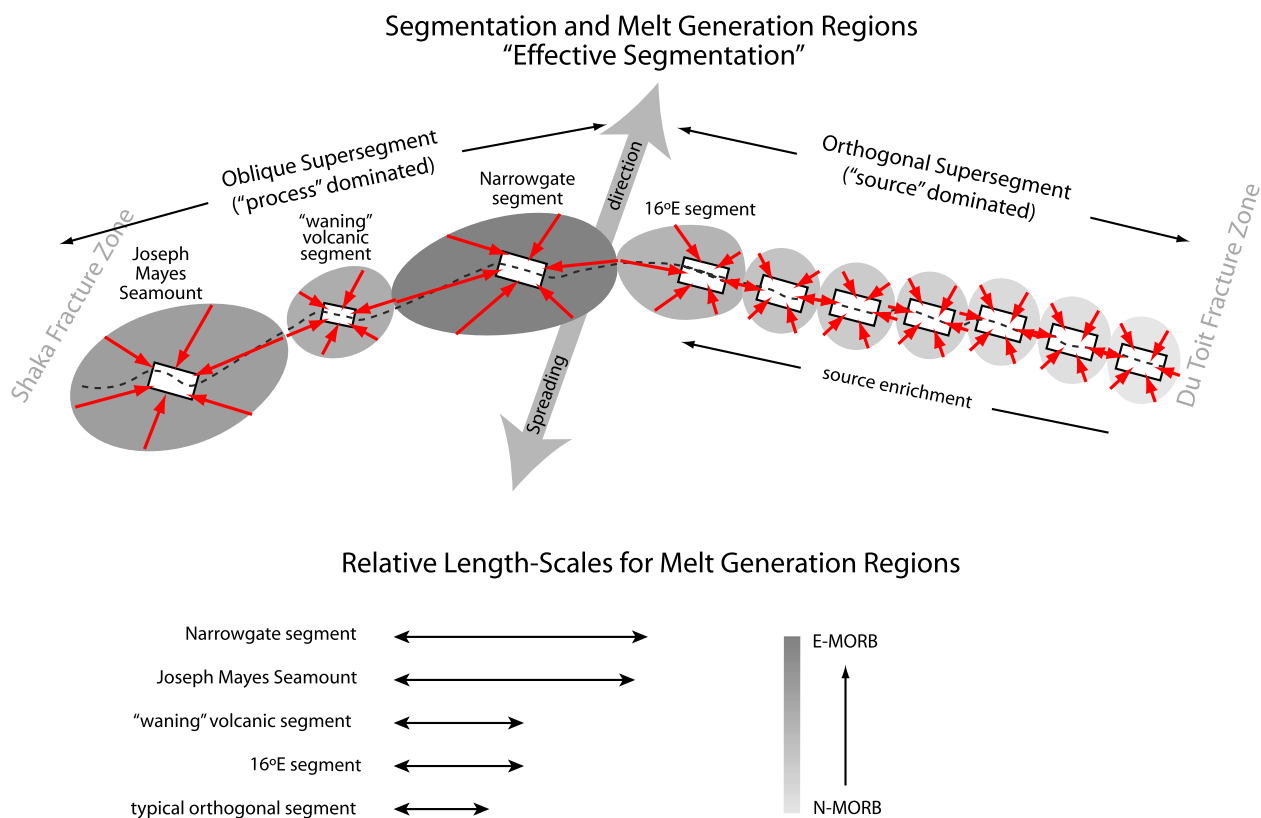 Segmentation and Melt Generation Regions
“Effective Segmentation”
Oblique Supersegment
(“process” dominated)
Orthogonal Supersegment
(“source” dominated)
Shaka Fracture Zone
Joseph
Mayes
Seamount
“waning”
volcanic
segment
Narrowgate
segment
direction
Spreading
16ºE segment
source enrichment
Du Toit Fracture Zone
Relative Length-Scales for Melt Generation Regions
Narrowgate segment
Joseph Mayes Seamount
“waning” volcanic segment
16ºE segment
typical orthogonal segment
E-MORB
N-MORB